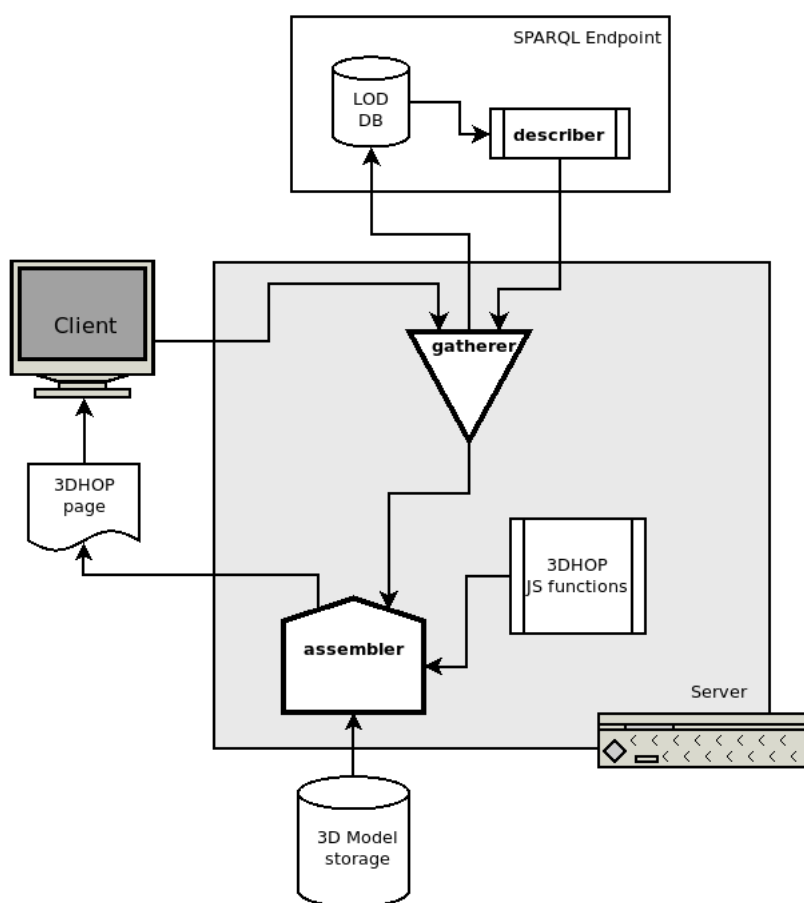 SPARQL Endpoint
LOD
DB
describer
Client
gatherer
3DHOP
page
3DHOP
JS functions
assembler
Server
3D Model
storage